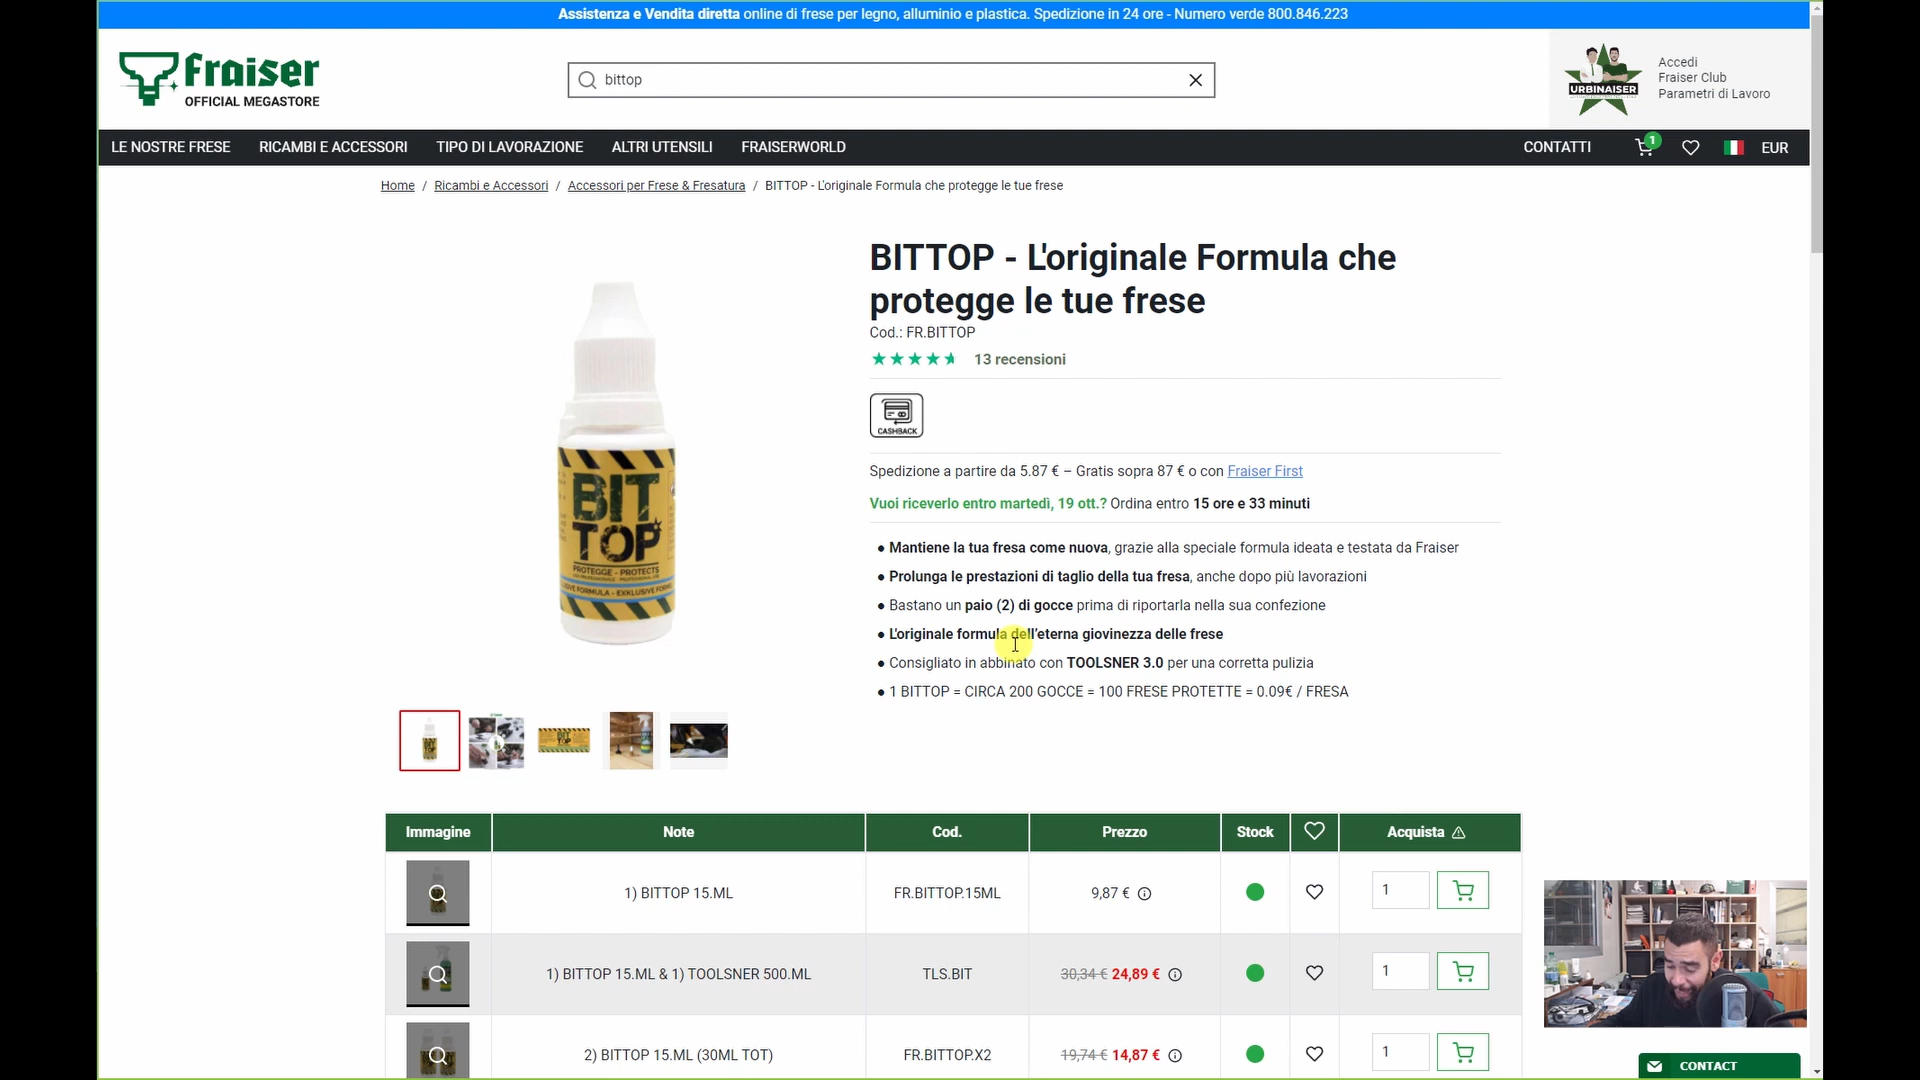 Assistenza e Vendita diretta online di frese per legno, alluminio e plastica. Spedizione in 24 ore - Numero verde 800.846.223
fraiser
OFFICIAL MEGASTORE
bittop
URBINAISER
Accedi
Fraiser Club
Parametri di Lavoro
LE NOSTRE FRESE RICAMBI E ACCESSORI TIPO DI LAVORAZIONE ALTRI UTENSILI FRAISERWORLD CONTATTI 1 EUR
Home / Ricambi e Accessori / Accessori per Frese & Fresatura / BITTOP - L'originale Formula che protegge le tue frese
BITTOP - L'originale Formula che
protegge le tue frese
Cod.: FR.BITTOP
13 recensioni
CASHBACK
Spedizione a partire da 5.87 € – Gratis sopra 87 € o con Fraiser First
Vuoi riceverlo entro martedì, 19 ott.? Ordina entro 15 ore e 33 minuti
● Mantiene la tua fresa come nuova, grazie alla speciale formula ideata e testata da Fraiser
● Prolunga le prestazioni di taglio della tua fresa, anche dopo più lavorazioni
● Bastano un paio (2) di gocce prima di riportarla nella sua confezione
● L'originale formula dell'eterna giovinezza delle frese
● Consigliato in abbinato con TOOLSNER 3.0 per una corretta pulizia
● 1 BITTOP = CIRCA 200 GOCCE = 100 FRESE PROTETTE = 0.09€ / FRESA
BIT
TOP
PROTEGGE - PROTECTS
FORMULA - EXKLUSIVE
BIT
TOP
Immagine Note Cod. Prezzo Stock Acquista
1) BITTOP 15.ML FR.BITTOP.15ML 9,87 € 1
1) BITTOP 15.ML & 1) TOOLSNER 500.ML TLS.BIT 30,34 € 24,89 € 1
2) BITTOP 15.ML (30ML TOT) FR.BITTOP.X2 19,74 € 14,87 € 1
CONTACT